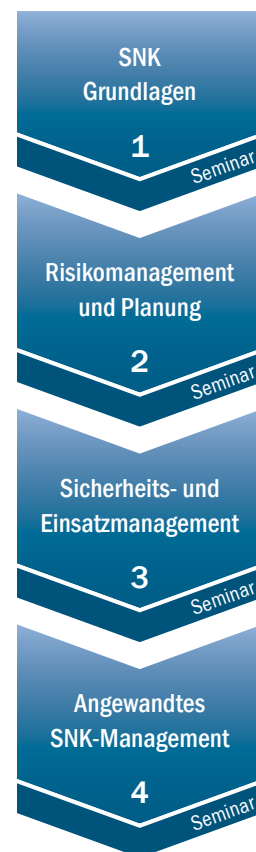 SNK
Grundlagen
1
Seminar
Risikomanagement
und Planung
2
Seminar
Sicherheits- und
Einsatzmanagement
3
Seminar
Angewandtes
SNK-Management
4
Seminar